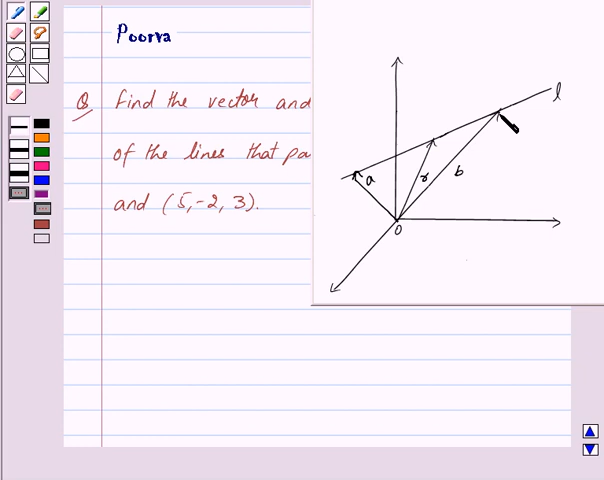 Poorva
Q Find the vector and
of the lines that pa
and (5,-2, 3).
l
a
r
b
O